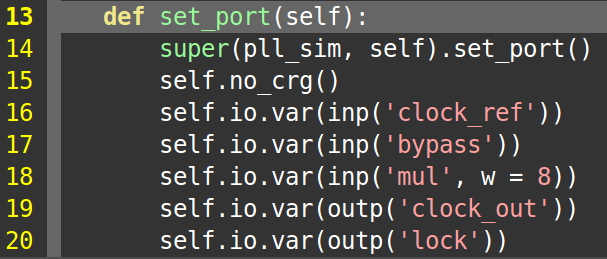 13    def set_port(self):
14        super(pll_sim, self).set_port()
15        self.no_crg()
16        self.io.var(inp('clock_ref'))
17        self.io.var(inp('bypass'))
18        self.io.var(inp('mul', w = 8))
19        self.io.var(outp('clock_out'))
20        self.io.var(outp('lock'))